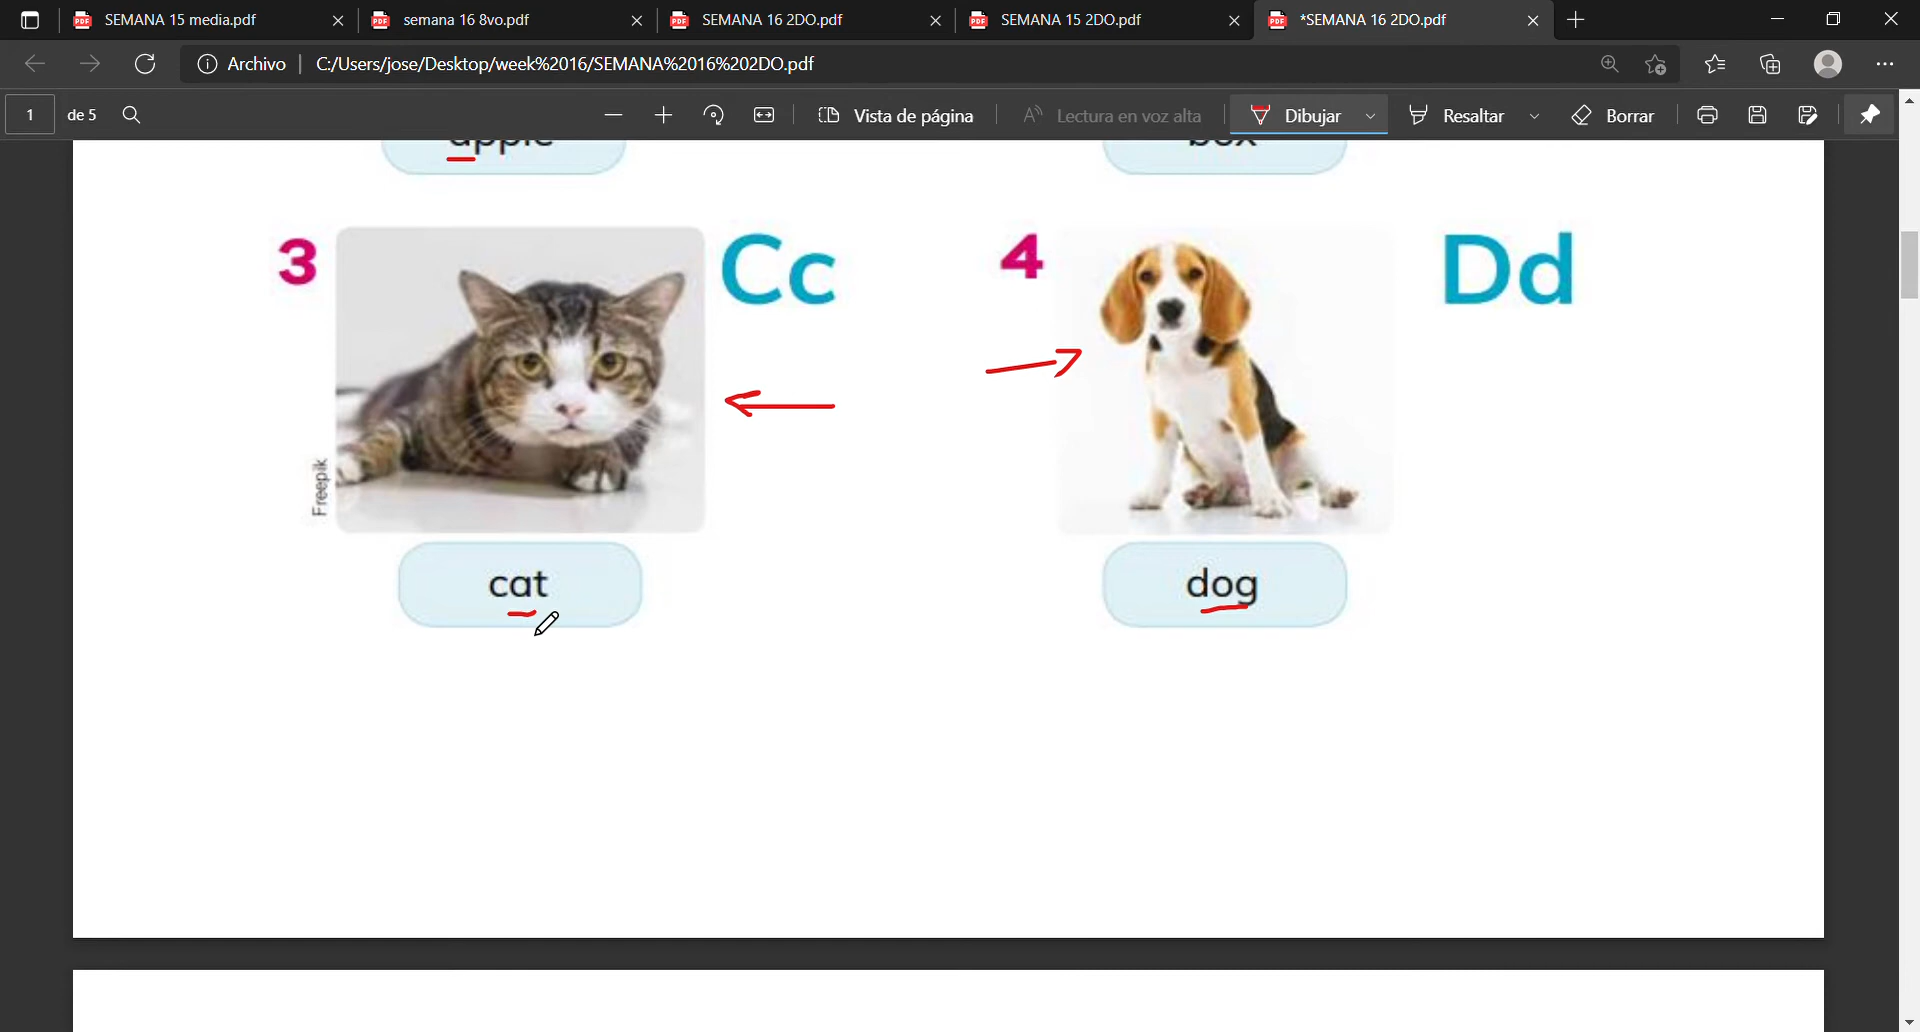 SEMANA 15 media.pdf
semana 16 8vo.pdf
SEMANA 16 2DO.pdf
SEMANA 15 2DO.pdf
*SEMANA 16 2DO.pdf
Archivo
C:/Users/jose/Desktop/week%2016/SEMANA%2016%202DO.pdf
1 de 5
Vista de página
Lectura en voz alta
Dibujar
Resaltar
Borrar
apple
box
3
Cc
4
Dd
Freepik
cat
dog